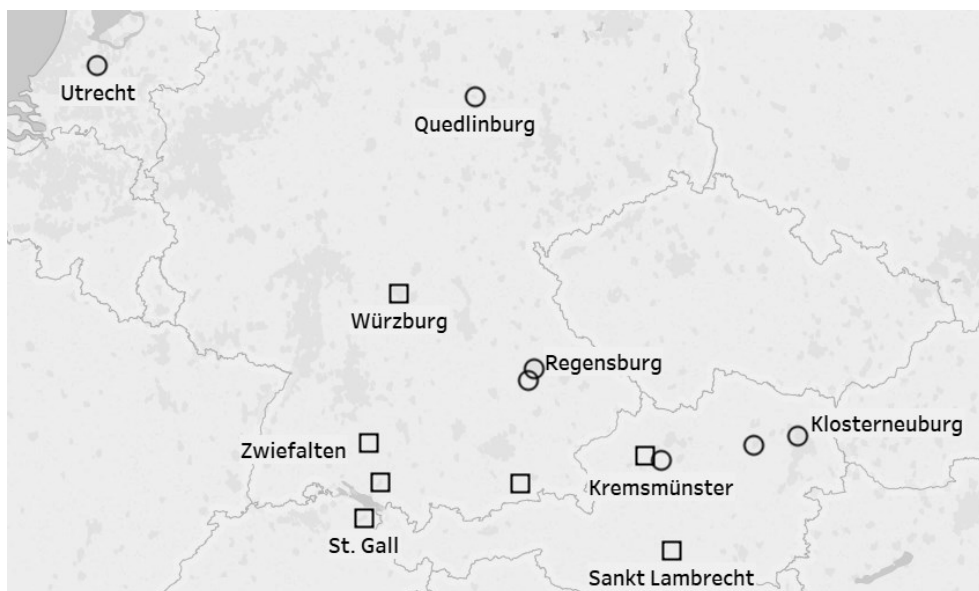 Utrecht
Quedlinburg
Würzburg
Regensburg
Klosterneuburg
Zwiefalten
Kremsmünster
St. Gall
Sankt Lambrecht